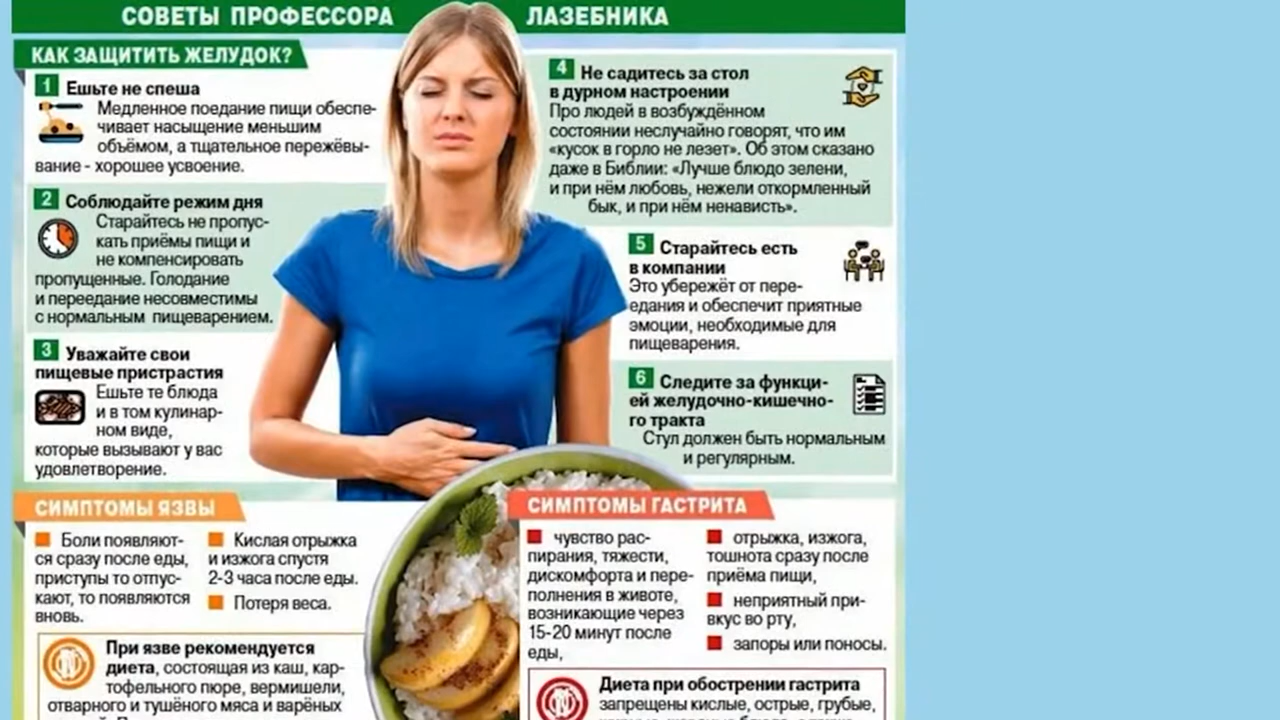 СОВЕТЫ ПРОФЕССОРА ЛАЗЕБНИКА
КАК ЗАЩИТИТЬ ЖЕЛУДОК?
1 Ешьте не спеша
Медленное поедание пищи обеспе-
чивает насыщение меньшим
объёмом, а тщательное пережёвы-
вание - хорошее усвоение.
2 Соблюдайте режим дня
Старайтесь не пропус-
кать приёмы пищи и
не компенсировать
пропущенные. Голодание
и переедание несовместимы
с нормальным пищеварением.
3 Уважайте свои
пищевые пристрастия
Ешьте те блюда
и в том кулинар-
ном виде,
которые вызывают у вас
удовлетворение.
4 Не садитесь за стол
в дурном настроении
Про людей в возбуждённом
состоянии неслучайно говорят, что им
«кусок в горло не лезет». Об этом сказано
даже в Библии: «Лучше блюдо зелени,
и при нём любовь, нежели откормленный
бык, и при нём ненависть».
5 Старайтесь есть
в компании
Это убережёт от пере-
едания и обеспечит приятные
эмоции, необходимые для
пищеварения.
6 Следите за функци-
ей желудочно-кишечно-
го тракта
Стул должен быть нормальным
и регулярным.
СИМПТОМЫ ЯЗВЫ
Боли появляют-
ся сразу после еды,
приступы то отпус-
кают, то появляются
вновь.
Кислая отрыжка
и изжога спустя
2-3 часа после еды.
Потеря веса.
При язве рекомендуется
диета, состоящая из каш, кар-
тофельного пюре, вермишели,
отварного и тушёного мяса и варёных
СИМПТОМЫ ГАСТРИТА
чувство рас-
пирания, тяжести,
дискомфорта и пере-
полнения в животе,
возникающие через
15-20 минут после
еды,
отрыжка, изжога,
тошнота сразу после
приёма пищи,
неприятный при-
вкус во рту,
запоры или поносы.
Диета при обострении гастрита
запрещены кислые, острые, грубые,